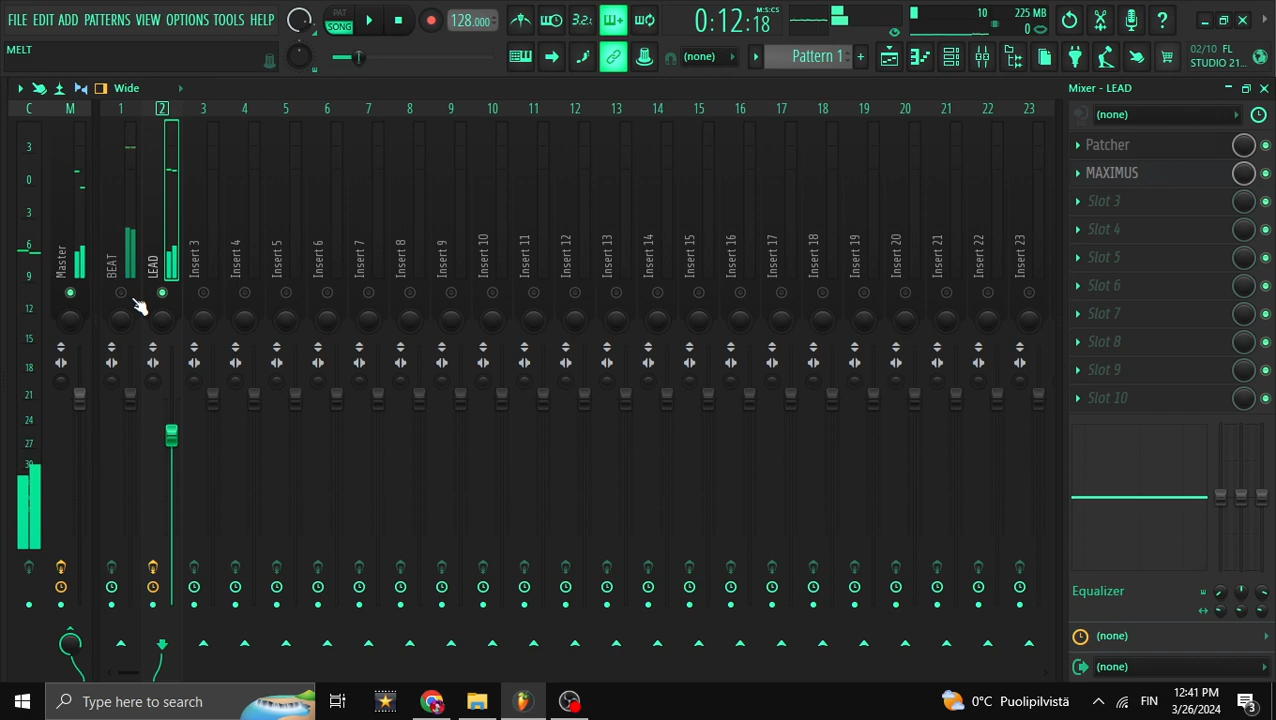 FILE EDIT ADD PATTERNS VIEW OPTIONS TOOLS HELP
PAT
SONG
128.000
3.2
0:12:18
M:S:CS
10
225 MB
0
MELT
(none)
Pattern 1
02/10 FL
STUDIO 21
Wide
Mixer - LEAD
C M 1 2 3 4 5 6 7 8 9 10 11 12 13 14 15 16 17 18 19 20 21 22 23
3
0
3
6
9
12
15
18
21
24
27
30
Master
BEAT
LEAD
Insert 3
Insert 4
Insert 5
Insert 6
Insert 7
Insert 8
Insert 9
Insert 10
Insert 11
Insert 12
Insert 13
Insert 14
Insert 15
Insert 16
Insert 17
Insert 18
Insert 19
Insert 20
Insert 21
Insert 22
Insert 23
(none)
Patcher
MAXIMUS
Slot 3
Slot 4
Slot 5
Slot 6
Slot 7
Slot 8
Slot 9
Slot 10
Equalizer
(none)
(none)
Type here to search
0°C Puolipilvistä
FIN
12:41 PM
3/26/2024
3